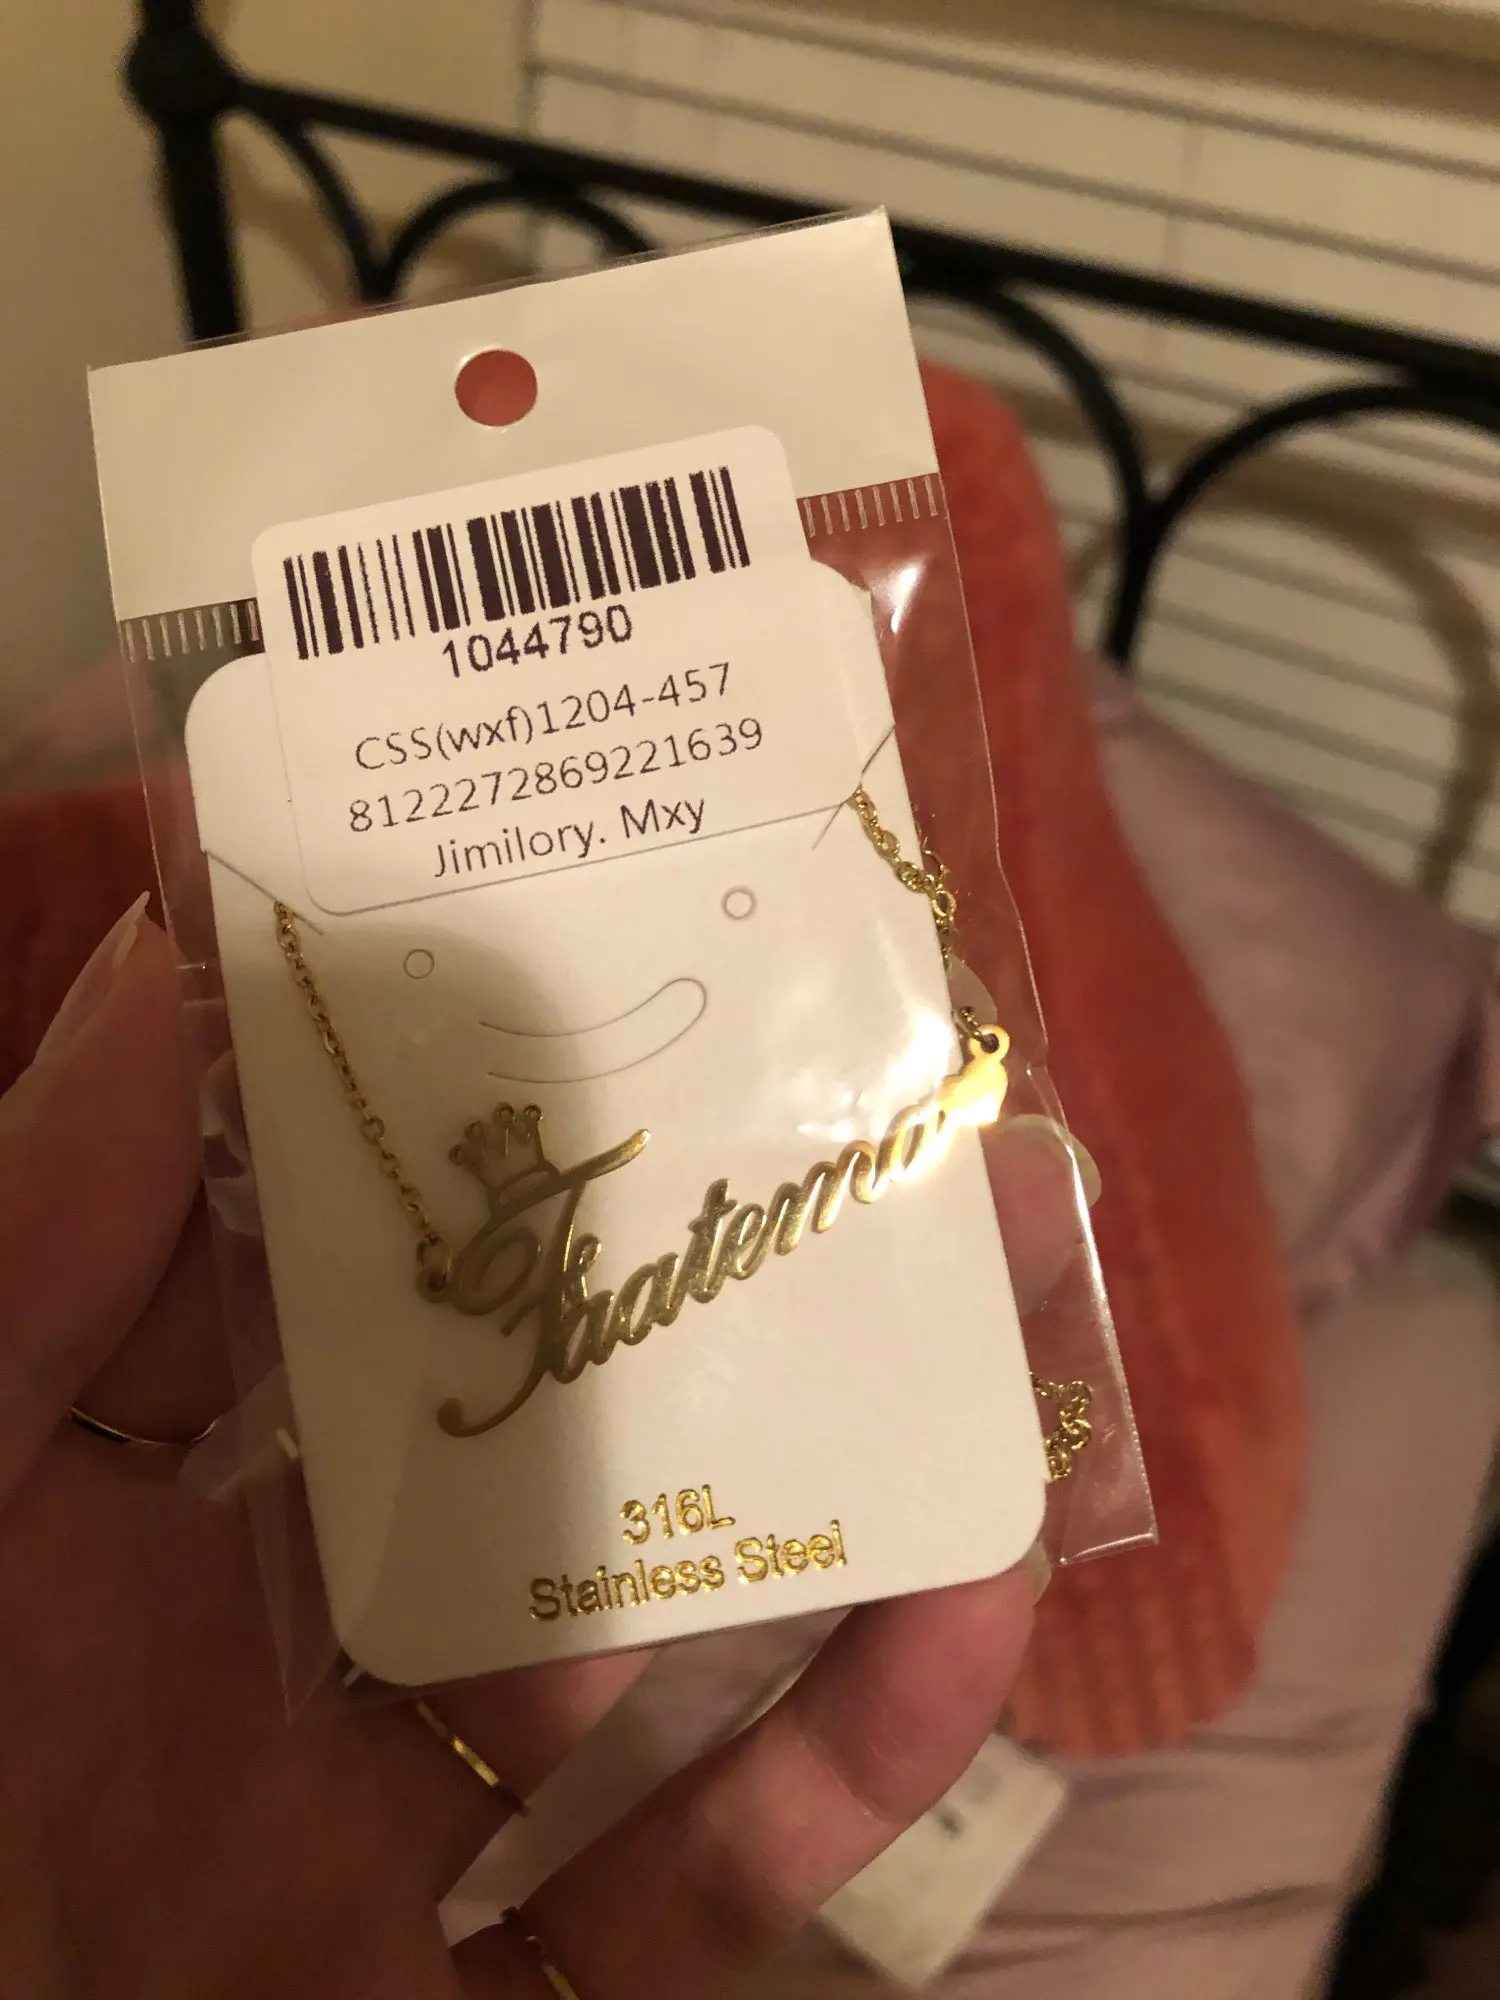 1044790
CSS(wxf)1204-457
8122272869221639
Jimilory. Mxy
Faatema
316L
Stainless Steel